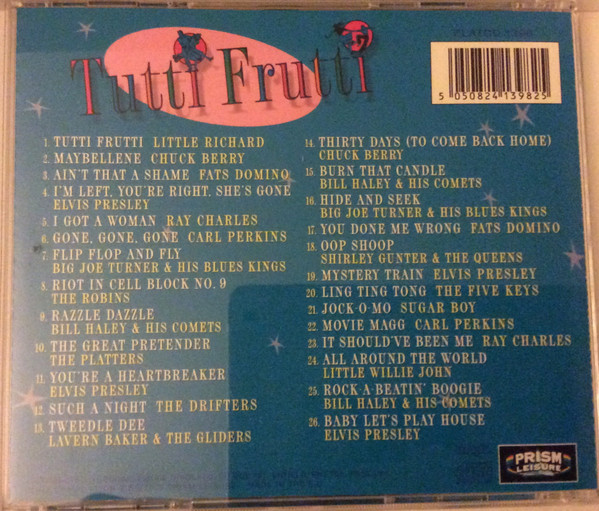 Tutti Frutti
5 050824 139825
1. TUTTI FRUTTI LITTLE RICHARD
2. MAYBELLENE CHUCK BERRY
3. AIN'T THAT A SHAME FATS DOMINO
4. I'M LEFT, YOU'RE RIGHT, SHE'S GONE
ELVIS PRESLEY
5. I GOT A WOMAN RAY CHARLES
6. GONE, GONE, GONE CARL PERKINS
7. FLIP FLOP AND FLY
BIG JOE TURNER & HIS BLUES KINGS
8. RIOT IN CELL BLOCK NO. 9
THE ROBINS
9. RAZZLE DAZZLE
BILL HALEY & HIS COMETS
10. THE GREAT PRETENDER
THE PLATTERS
11. YOU'RE A HEARTBREAKER
ELVIS PRESLEY
12. SUCH A NIGHT THE DRIFTERS
13. TWEEDLE DEE
LAVERN BAKER & THE GLIDERS
14. THIRTY DAYS (TO COME BACK HOME)
CHUCK BERRY
15. BURN THAT CANDLE
BILL HALEY & HIS COMETS
16. HIDE AND SEEK
BIG JOE TURNER & HIS BLUES KINGS
17. YOU DONE ME WRONG FATS DOMINO
18. OOP SHOOP
SHIRLEY GUNTER & THE QUEENS
19. MYSTERY TRAIN ELVIS PRESLEY
20. LING TING TONG THE FIVE KEYS
21. JOCK-O-MO SUGAR BOY
22. MOVIE MAGG CARL PERKINS
23. IT SHOULD'VE BEEN ME RAY CHARLES
24. ALL AROUND THE WORLD
LITTLE WILLIE JOHN
25. ROCK-A-BEATIN' BOOGIE
BILL HALEY & HIS COMETS
26. BABY LET'S PLAY HOUSE
ELVIS PRESLEY
PRISM
LEISURE